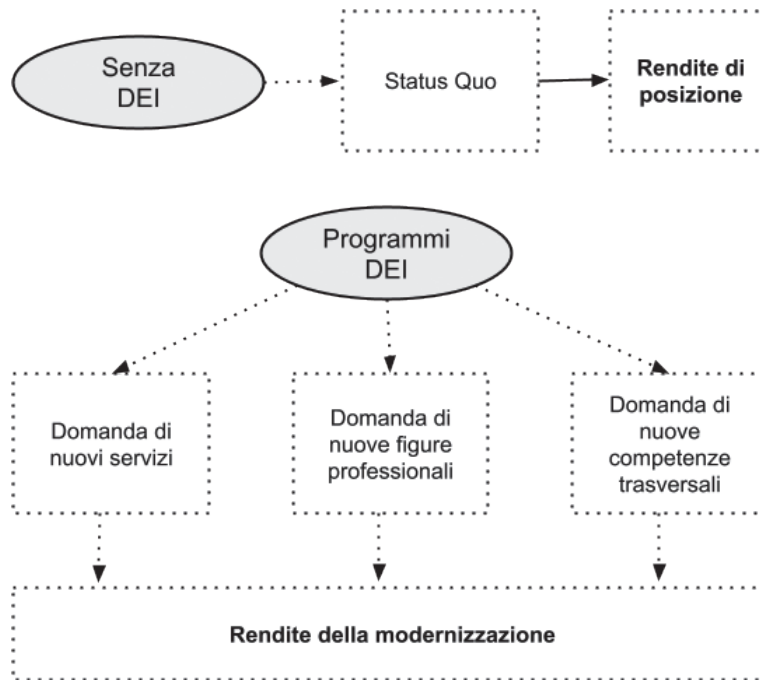 Senza
DEI
Status Quo
Rendite di
posizione
Programmi
DEI
Domanda di
nuovi servizi
Domanda di
nuove figure
professionali
Domanda di
nuove
competenze
trasversali
Rendite della modernizzazione